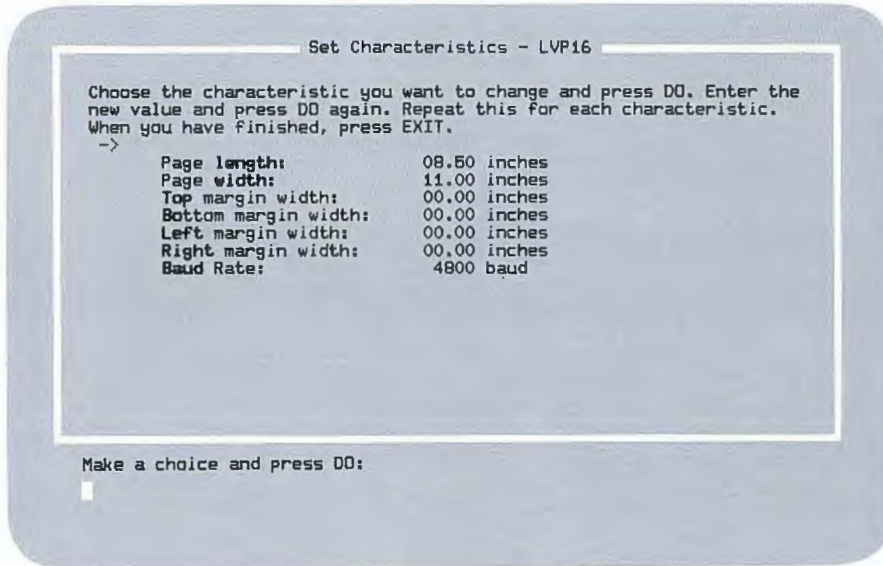 Set Characteristics - LVP16
Choose the characteristic you want to change and press DO. Enter the
new value and press DO again. Repeat this for each characteristic.
When you have finished, press EXIT.
->
Page length: 08.50 inches
Page width: 11.00 inches
Top margin width: 00.00 inches
Bottom margin width: 00.00 inches
Left margin width: 00.00 inches
Right margin width: 00.00 inches
Baud Rate: 4800 baud
Make a choice and press DO: